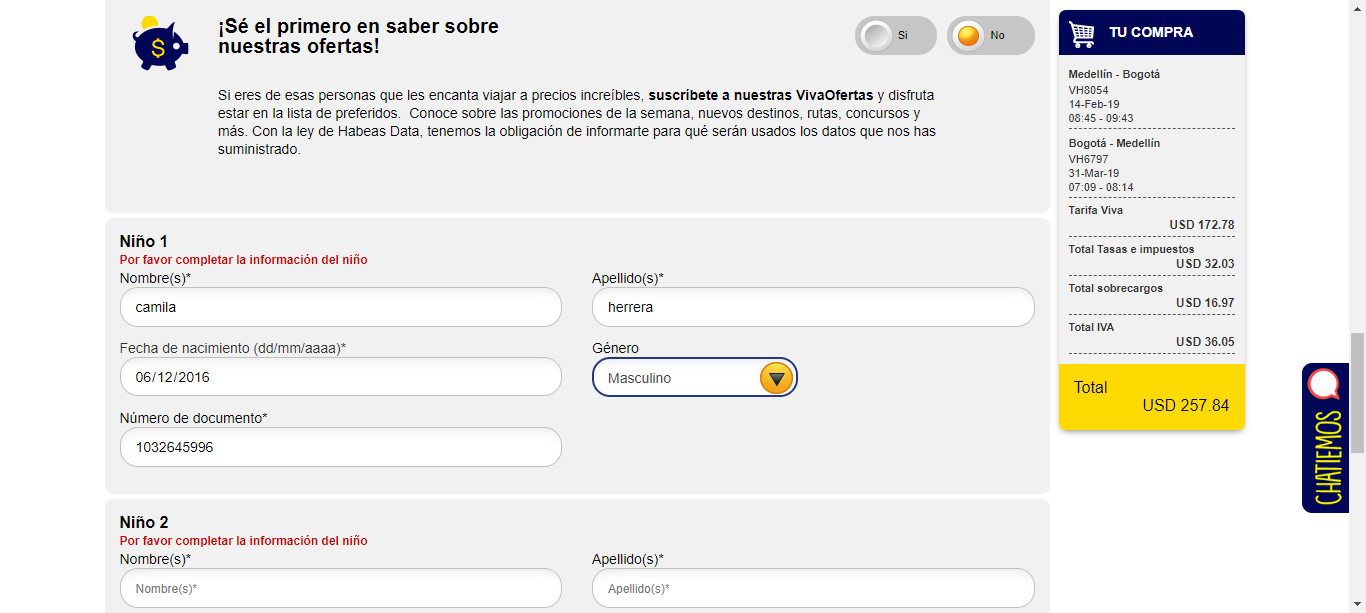 ¡Sé el primero en saber sobre
nuestras ofertas!
Si
No
Si eres de esas personas que les encanta viajar a precios increíbles, suscríbete a nuestras VivaOfertas y disfruta
estar en la lista de preferidos. Conoce sobre las promociones de la semana, nuevos destinos, rutas, concursos y
más. Con la ley de Habeas Data, tenemos la obligación de informarte para qué serán usados los datos que nos has
suministrado.
Niño 1
Por favor completar la información del niño
Nombre(s)*
Apellido(s)*
camila
herrera
Fecha de nacimiento (dd/mm/aaaa)*
Género
06/12/2016
Masculino
Número de documento*
1032645996
Niño 2
Por favor completar la información del niño
Nombre(s)*
Apellido(s)*
Nombre(s)*
Apellido(s)*
TU COMPRA
Medellín - Bogotá
VH8054
14-Feb-19
08:45 - 09:43
Bogotá - Medellín
VH6797
31-Mar-19
07:09 - 08:14
Tarifa Viva
USD 172.78
Total Tasas e impuestos
USD 32.03
Total sobrecargos
USD 16.97
Total IVA
USD 36.05
Total
USD 257.84
CHATIEMOS